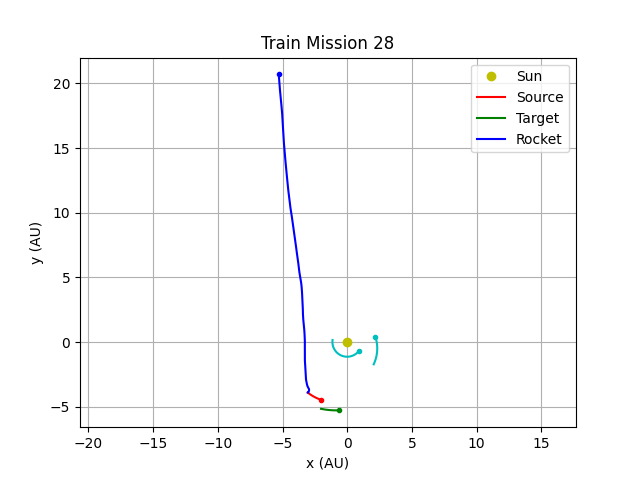 Train Mission 28
Sun
Source
Target
Rocket
20
15
10
5
0
−5
−20
−15
−10
−5
0
5
10
15
y (AU)
x (AU)